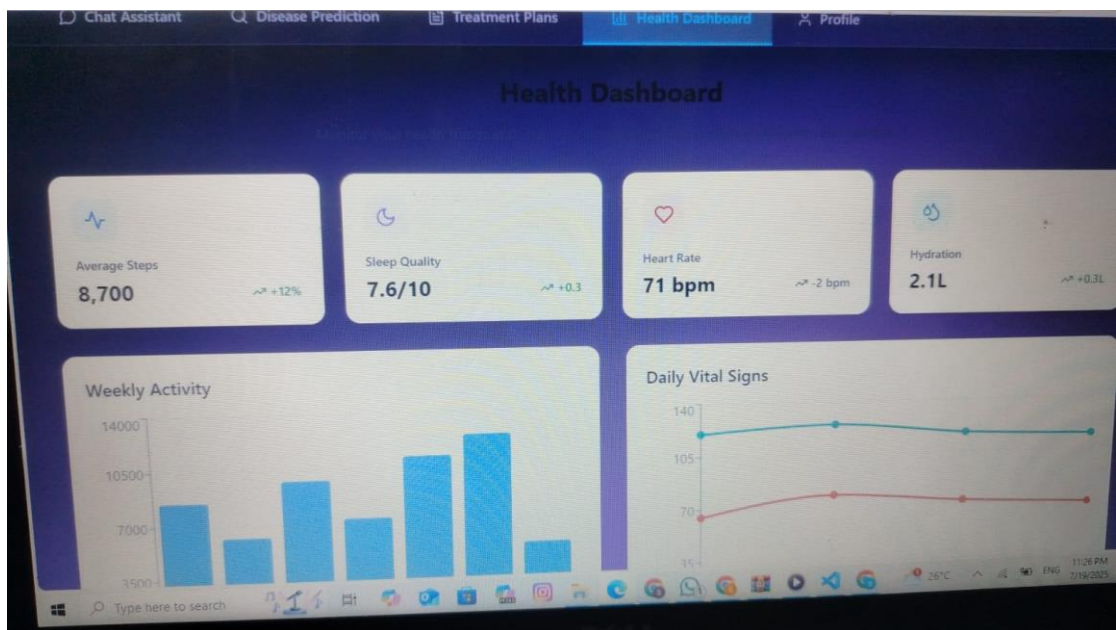 Chat Assistant
Disease Prediction
Treatment Plans
Health Dashboard
Profile
Health Dashboard
Average Steps
8,700
+12%
Sleep Quality
7.6/10
+0.3
Heart Rate
71 bpm
-2 bpm
Hydration
2.1L
+0.3L
Weekly Activity
14000
10500
7000
3500
Daily Vital Signs
140
105
70
Type here to search
26°C
ENG
11:26 PM
7/19/2025